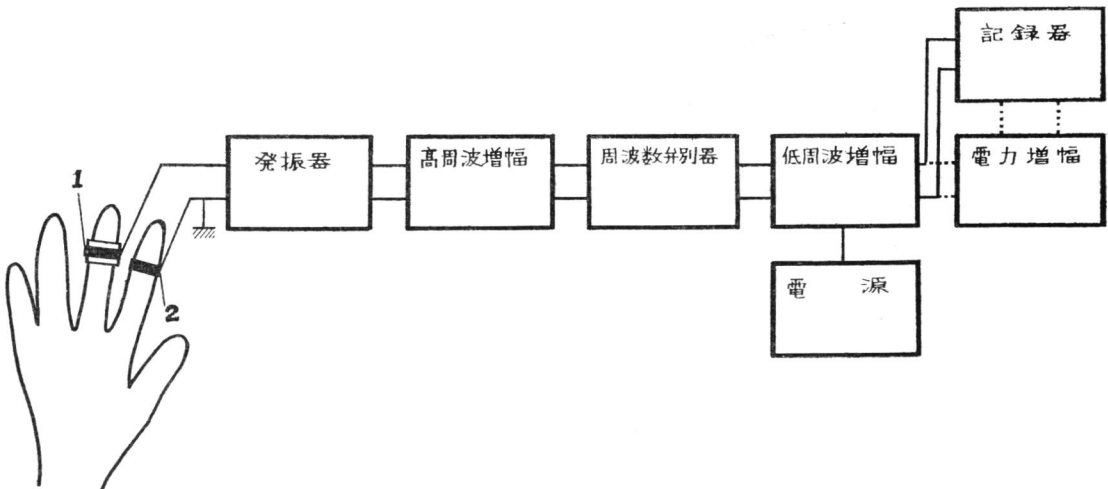 記録器
発振器
高周波増幅
周波数弁別器
低周波増幅
電力増幅
1
2
電 源